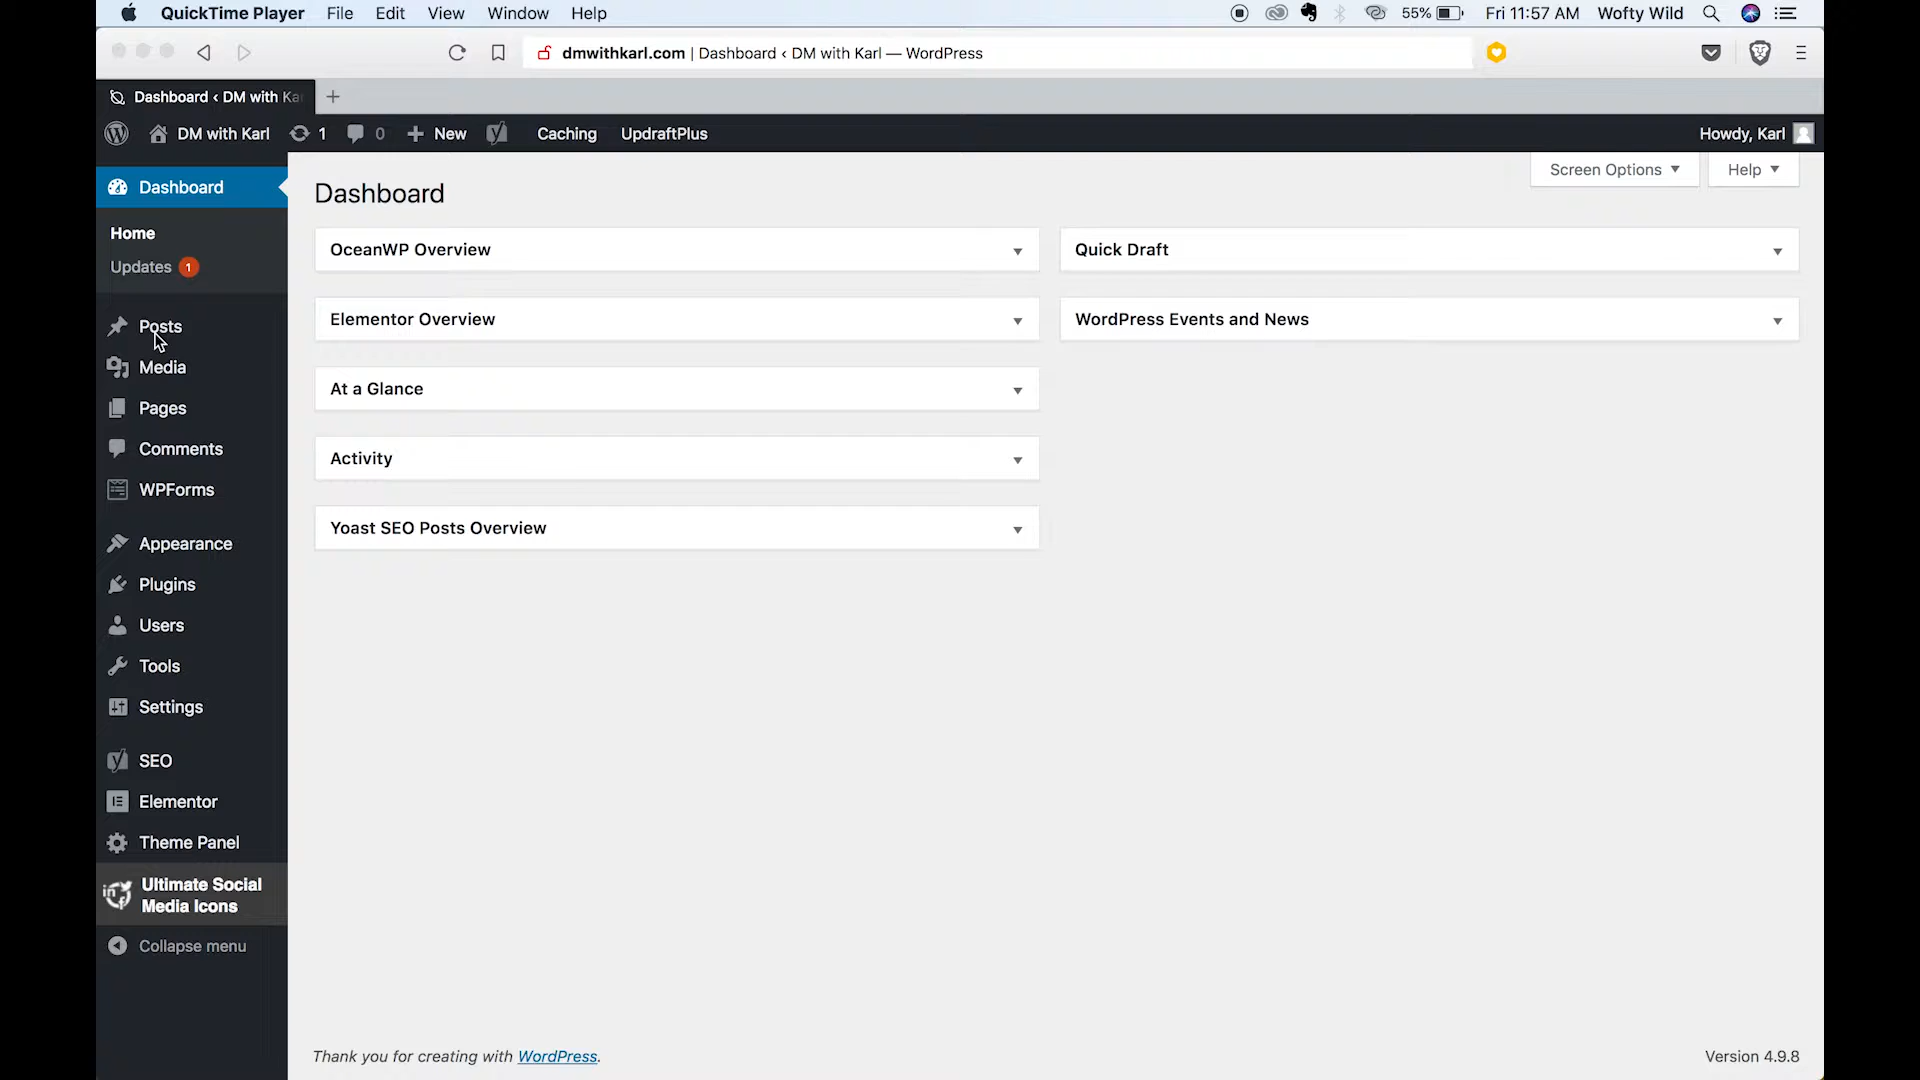 QuickTime Player File Edit View Window Help 55% Fri 11:57 AM Wofty Wild
dmwithkarl.com | Dashboard ‹ DM with Karl — WordPress
Dashboard ‹ DM with Ka
DM with Karl 1 0 New Caching UpdraftPlus Howdy, Karl
Screen Options Help
Dashboard
Home
Updates 1
Posts
Media
Pages
Comments
WPForms
Appearance
Plugins
Users
Tools
Settings
SEO
Elementor
Theme Panel
Ultimate Social
Media Icons
Collapse menu
Dashboard
OceanWP Overview
Elementor Overview
At a Glance
Activity
Yoast SEO Posts Overview
Quick Draft
WordPress Events and News
Thank you for creating with WordPress.
Version 4.9.8